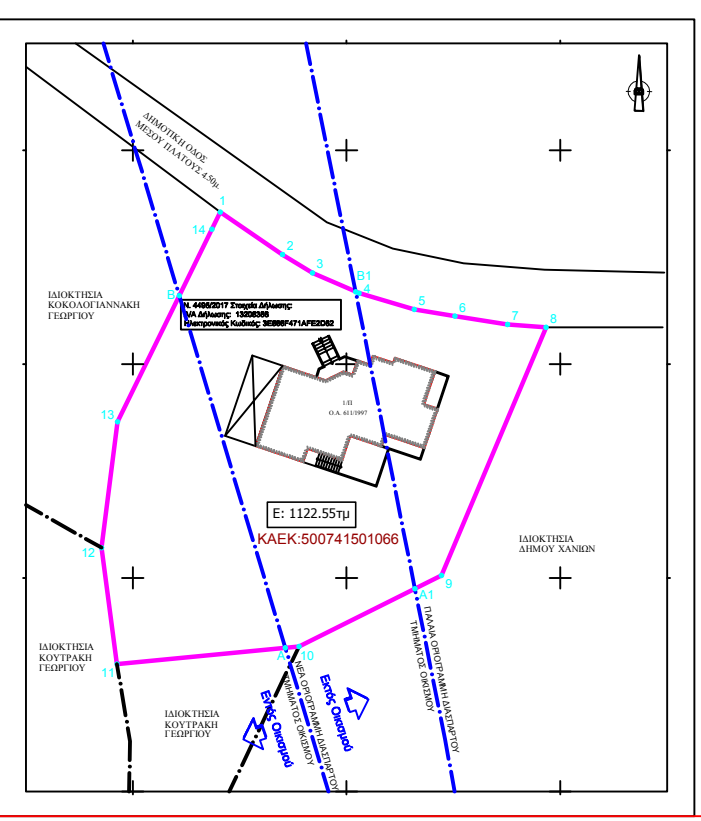 ΔΗΜΟΤΙΚΗ ΟΔΟΣ
ΜΕΣΟΥ ΠΛΑΤΟΥΣ 4.50μ.
1
14
2
3
B1
4
B
5
6
7
8
ΙΔΙΟΚΤΗΣΙΑ
ΚΟΚΟΛΟΓΙΑΝΝΑΚΗ
ΓΕΩΡΓΙΟΥ
Ν. 4495/2017 Στοιχεία Δήλωσης:
Α/Α Δήλωσης:
Ηλεκτρονικός Κωδικός:
13
1/Π
Ο.Α. 611/1997
Ε: 1122.55τμ
ΚΑΕΚ:500741501066
ΙΔΙΟΚΤΗΣΙΑ
ΔΗΜΟΥ ΧΑΝΙΩΝ
12
9
A1
ΙΔΙΟΚΤΗΣΙΑ
ΚΟΥΤΡΑΚΗ
ΓΕΩΡΓΙΟΥ
11
A
10
ΠΑΛΑΙΑ ΟΡΙΟΓΡΑΜΜΗ ΔΙΑΣΠΑΡΤΟΥ
ΤΜΗΜΑΤΟΣ ΟΙΚΙΣΜΟΥ
ΝΕΑ ΟΡΙΟΓΡΑΜΜΗ ΔΙΑΣΠΑΡΤΟΥ
ΤΜΗΜΑΤΟΣ ΟΙΚΙΣΜΟΥ
Εκτός Οικισμού
Εντός Οικισμού
ΙΔΙΟΚΤΗΣΙΑ
ΚΟΥΤΡΑΚΗ
ΓΕΩΡΓΙΟΥ